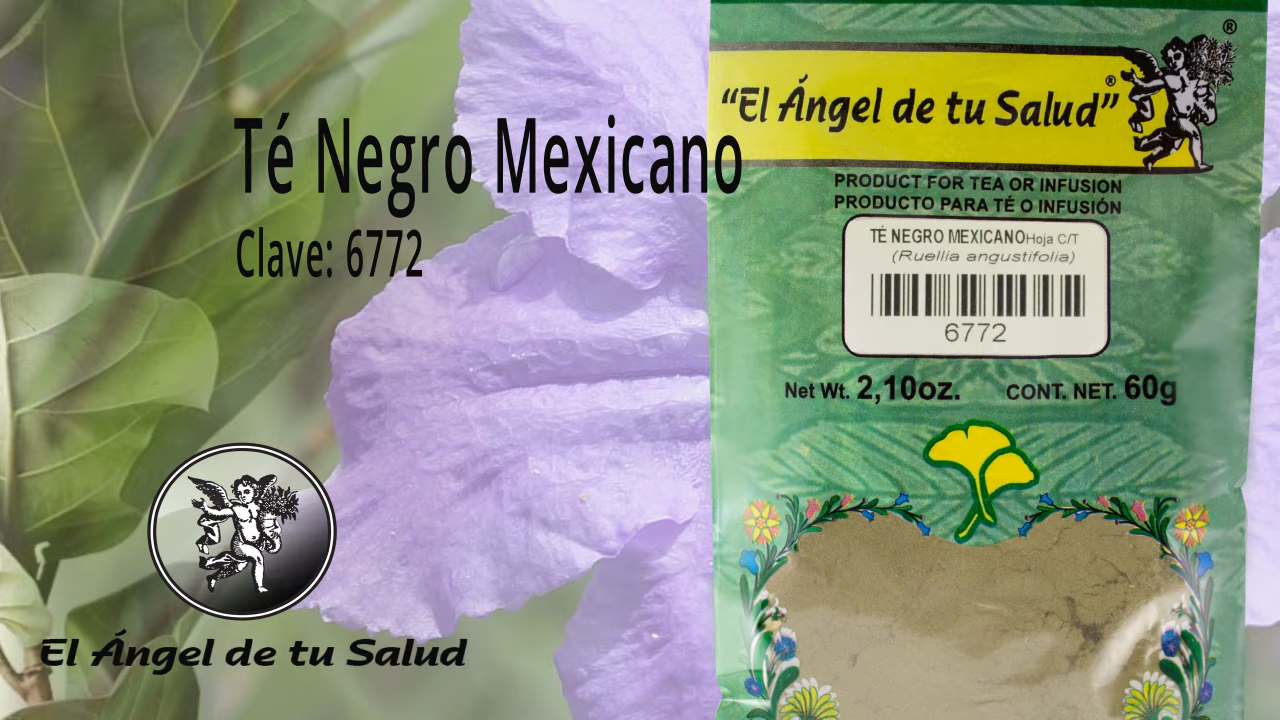 Té Negro Mexicano
Clave: 6772
El Ángel de tu Salud
®
"El Ángel de tu Salud"®
PRODUCT FOR TEA OR INFUSION
PRODUCTO PARA TÉ O INFUSIÓN
TÉ NEGRO MEXICANO Hoja C/T
(Ruellia angustifolia)
6772
Net Wt. 2,10oz. CONT. NET. 60g